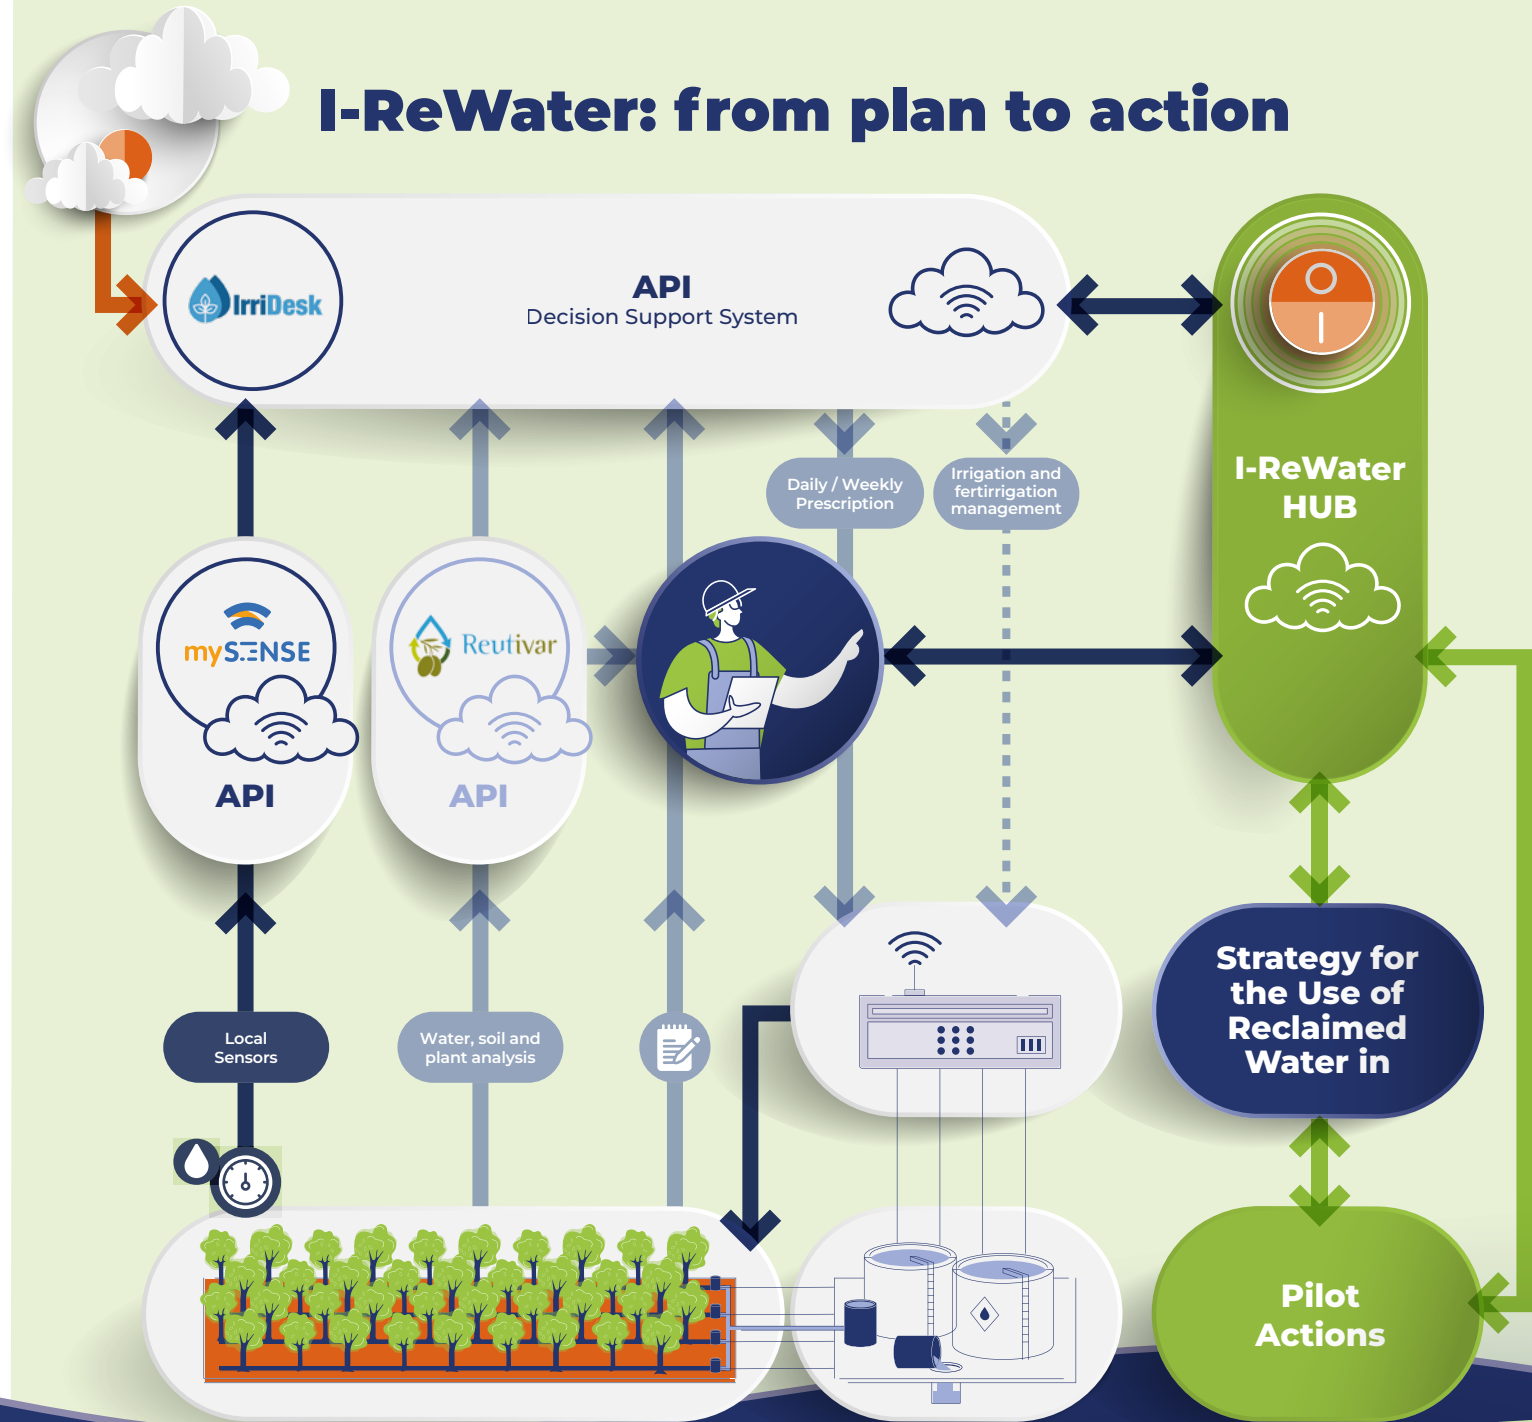 I-ReWater: from plan to action
IrriDesk
API
Decision Support System
I-ReWater
HUB
Daily / Weekly
Prescription
Irrigation and
fertirrigation
management
mySENSE
API
Reutivar
API
Local
Sensors
Water, soil and
plant analysis
Strategy for
the Use of
Reclaimed
Water in
Pilot
Actions